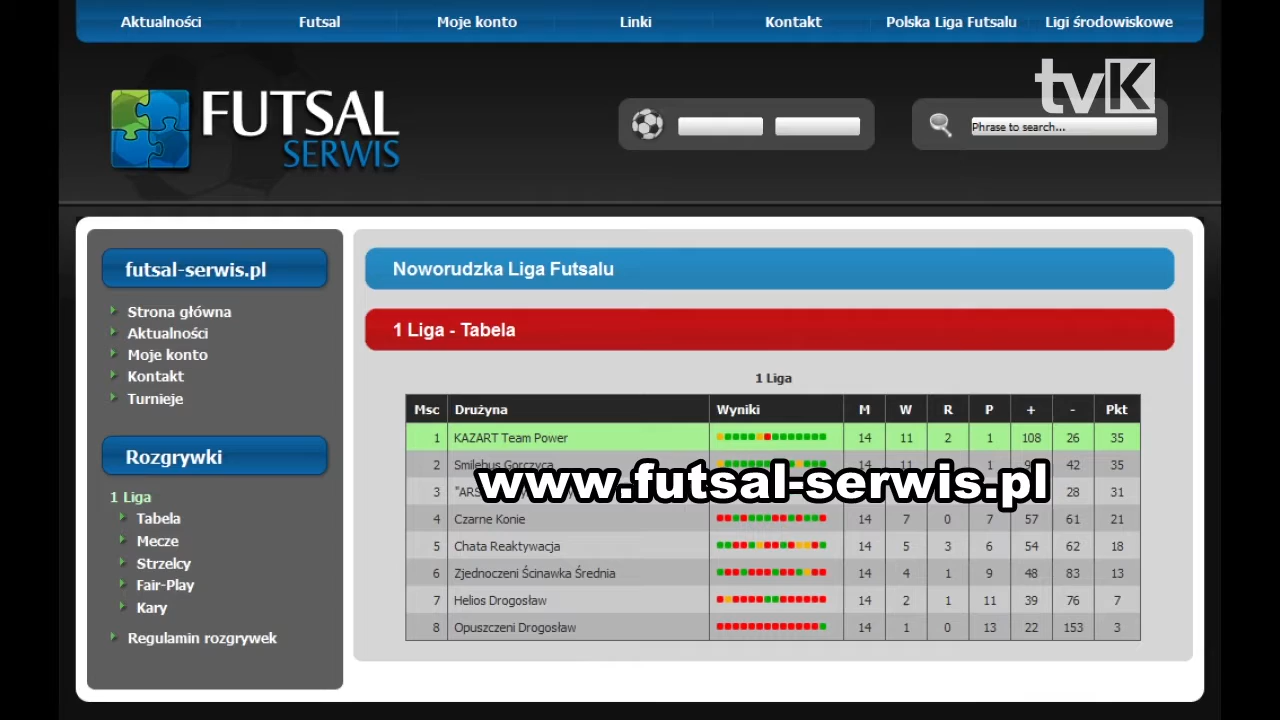 Aktualności Futsal Moje konto Linki Kontakt Polska Liga Futsalu Ligi środowiskowe
tvK
FUTSAL
SERWIS
Phrase to search...
futsal-serwis.pl
Strona główna
Aktualności
Moje konto
Kontakt
Turnieje
Rozgrywki
1 Liga
Tabela
Mecze
Strzelcy
Fair-Play
Kary
Regulamin rozgrywek
Noworudzka Liga Futsalu
1 Liga - Tabela
1 Liga
Msc Drużyna Wyniki M W R P + - Pkt
1 KAZART Team Power 14 11 2 1 108 26 35
2 Smilebus Gorczyca 14 11 1 42 35
www.futsal-serwis.pl
3 28 31
4 Czarne Konie 14 7 0 7 57 61 21
5 Chata Reaktywacja 14 5 3 6 54 62 18
6 Zjednoczeni Ścinawka Średnia 14 4 1 9 48 83 13
7 Helios Drogosław 14 2 1 11 39 76 7
8 Opuszczeni Drogosław 14 1 0 13 22 153 3